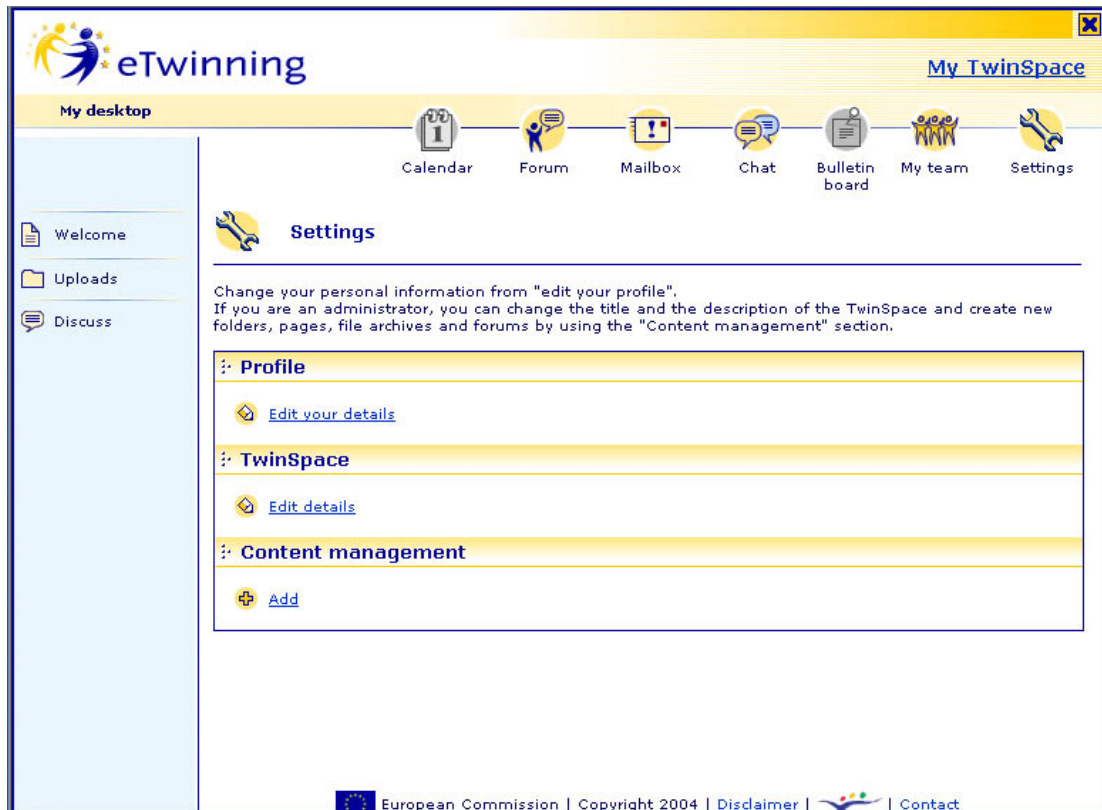 eTwinning
My TwinSpace
My desktop
1
Calendar
Forum
Mailbox
Chat
Bulletin
board
My team
Settings
Welcome
Uploads
Discuss
Settings
Change your personal information from "edit your profile".
If you are an administrator, you can change the title and the description of the TwinSpace and create new
folders, pages, file archives and forums by using the "Content management" section.
Profile
Edit your details
TwinSpace
Edit details
Content management
Add
European Commission | Copyright 2004 | Disclaimer | | Contact